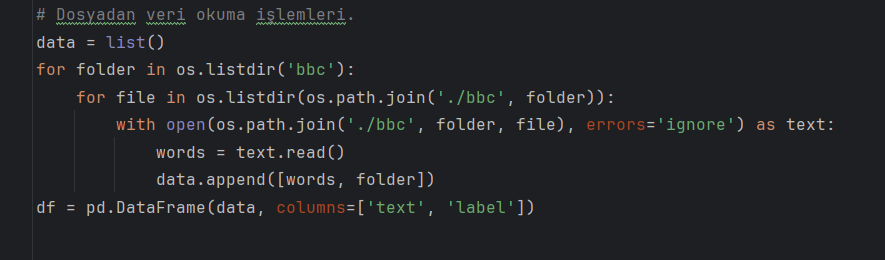 # Dosyadan veri okuma işlemleri.
data = list()
for folder in os.listdir('bbc'):
    for file in os.listdir(os.path.join('./bbc', folder)):
        with open(os.path.join('./bbc', folder, file), errors='ignore') as text:
            words = text.read()
            data.append([words, folder])
df = pd.DataFrame(data, columns=['text', 'label'])